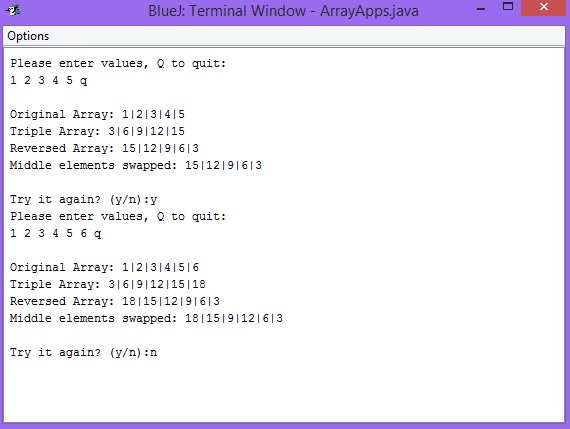 BlueJ: Terminal Window - ArrayApps.java
Options
Please enter values, Q to quit:
1 2 3 4 5 q
Original Array: 1|2|3|4|5
Triple Array: 3|6|9|12|15
Reversed Array: 15|12|9|6|3
Middle elements swapped: 15|12|9|6|3
Try it again? (y/n):y
Please enter values, Q to quit:
1 2 3 4 5 6 q
Original Array: 1|2|3|4|5|6
Triple Array: 3|6|9|12|15|18
Reversed Array: 18|15|12|9|6|3
Middle elements swapped: 18|15|9|12|6|3
Try it again? (y/n):n